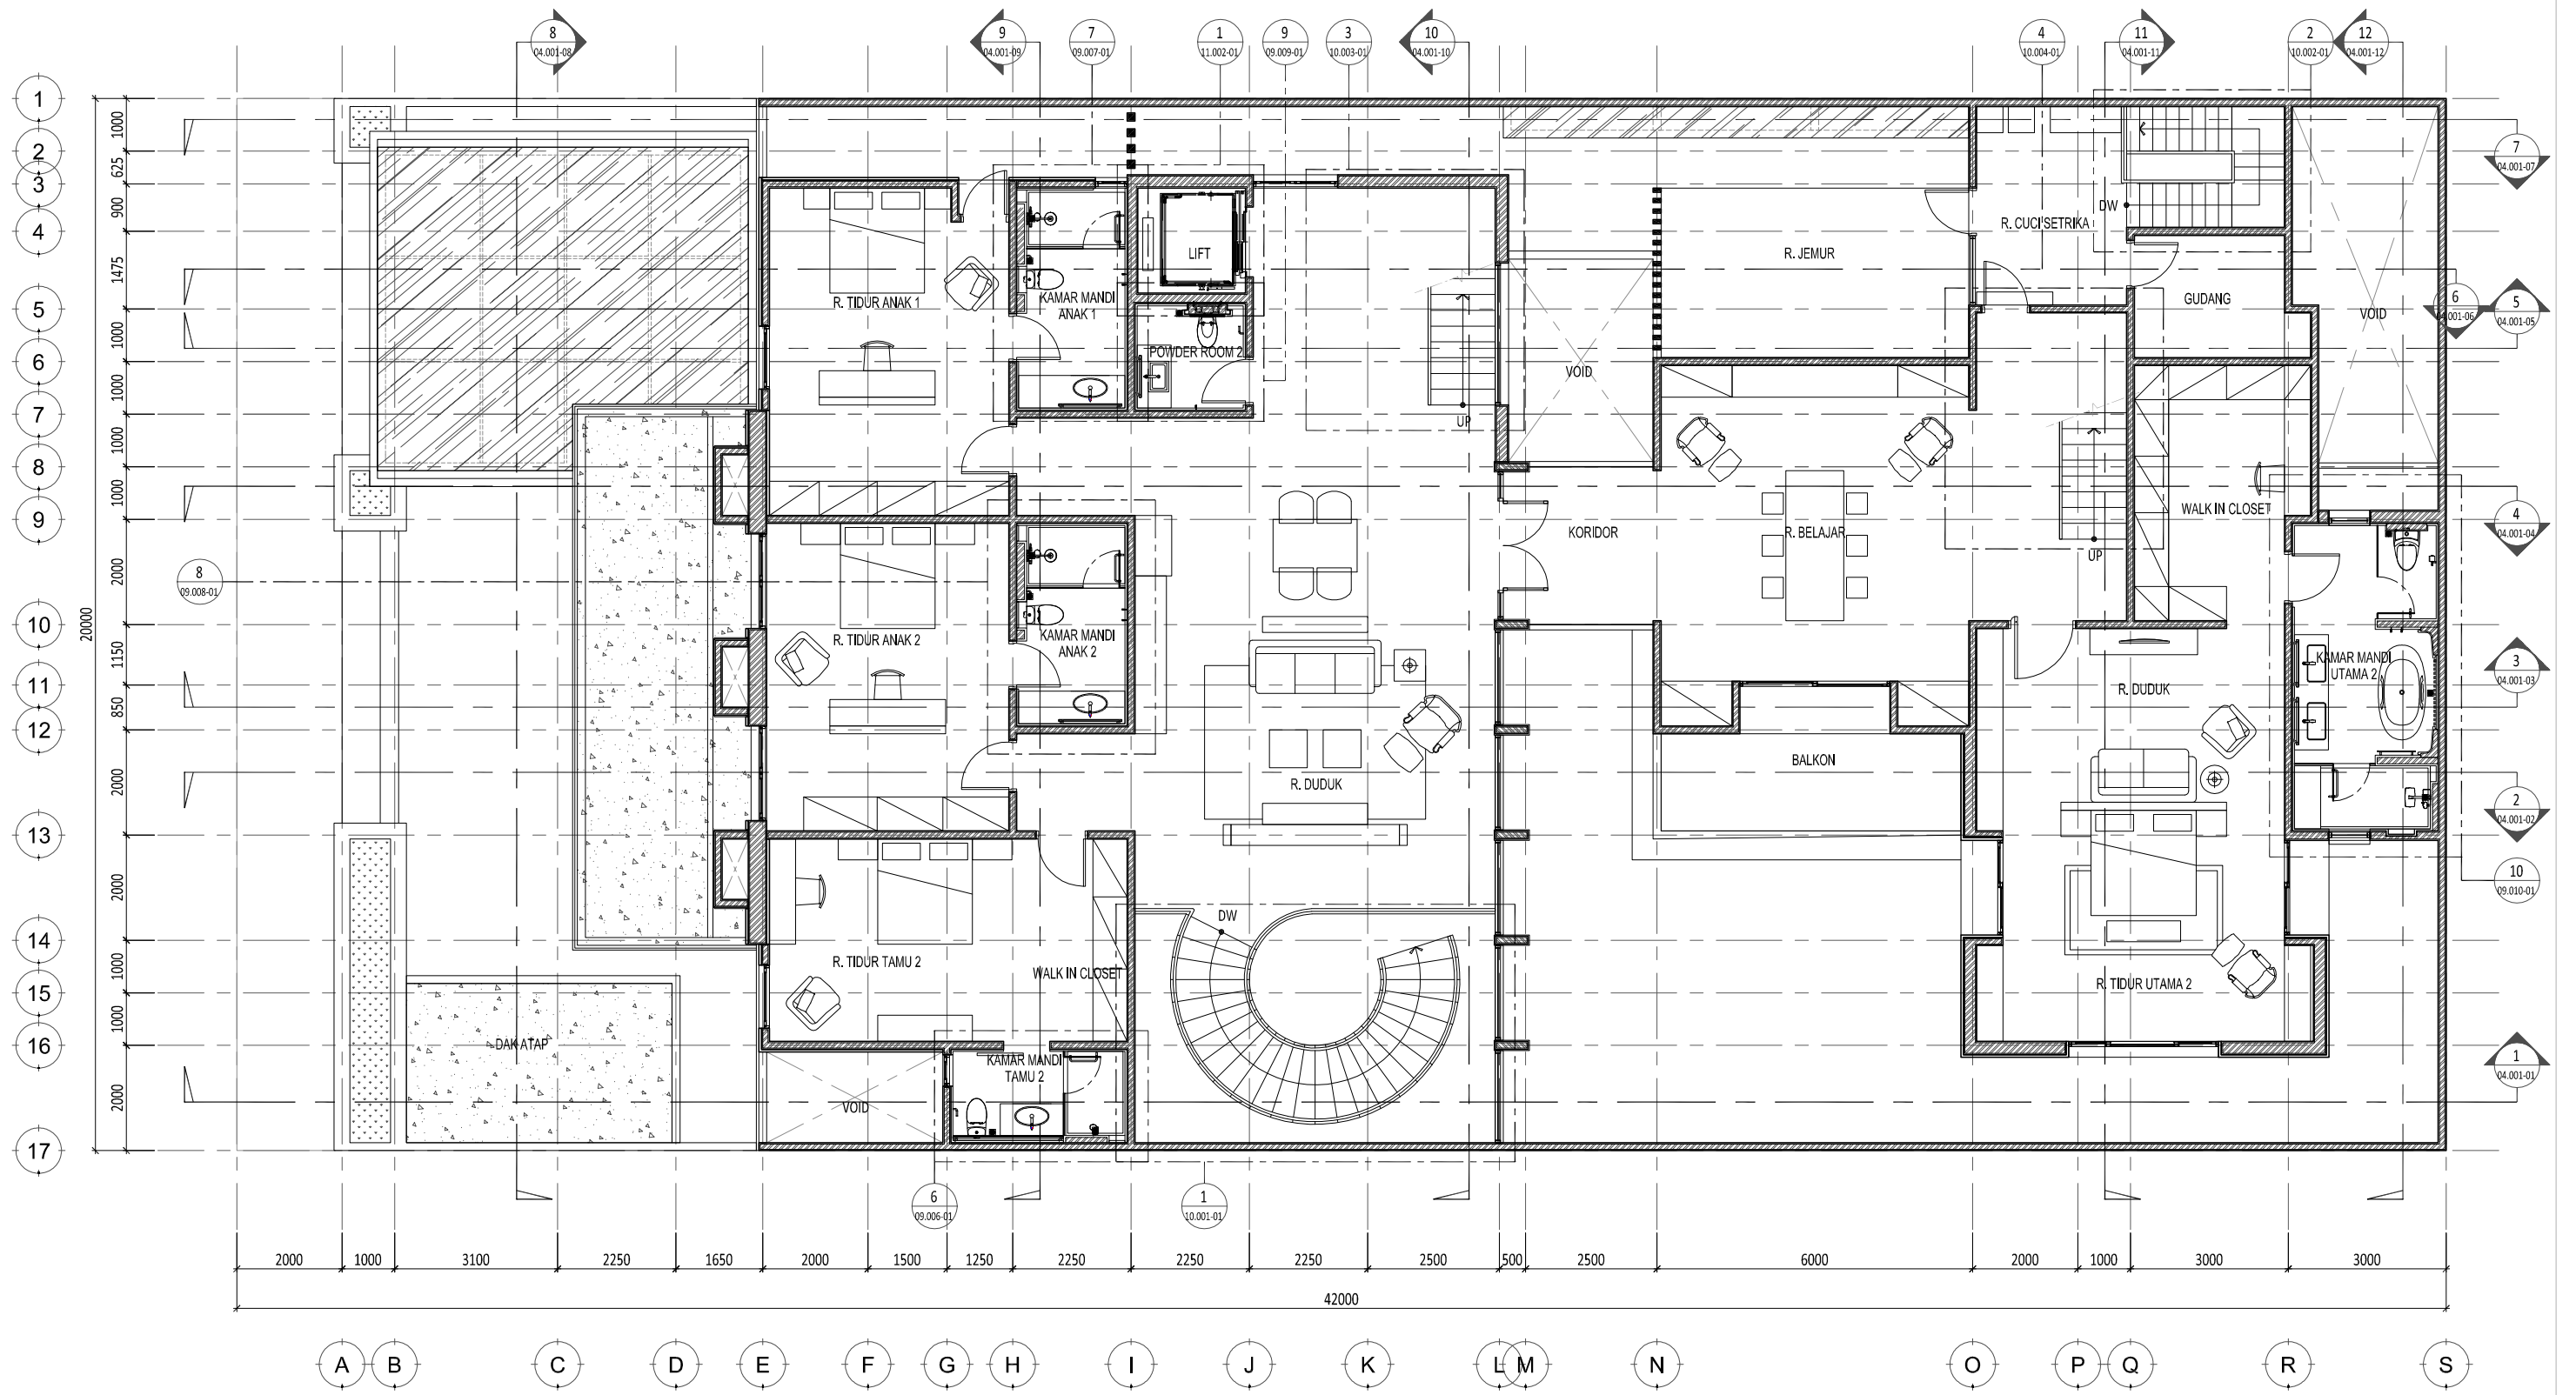 8
04.001-08
9
04.001-09
7
09.007-01
1
11.002-01
9
09.009-01
3
10.003-01
10
04.001-10
4
10.004-01
11
04.001-11
2
10.002-01
12
04.001-12
1
2
3
4
5
6
7
8
9
10
11
12
13
14
15
16
17
1000
625
900
1475
1000
1000
1000
1000
2000
1150
850
2000
2000
1000
1000
2000
20000
7
04.001-07
6
04.001-06
5
04.001-05
4
04.001-04
3
04.001-03
2
04.001-02
10
09.010-01
1
04.001-01
8
09.008-01
R. TIDUR ANAK 1
KAMAR MANDI
ANAK 1
LIFT
POWDER ROOM 2
UP
VOID
R. JEMUR
R. CUCI SETRIKA
DW
GUDANG
VOID
KORIDOR
R. BELAJAR
UP
WALK IN CLOSET
R. TIDUR ANAK 2
KAMAR MANDI
ANAK 2
KAMAR MANDI
UTAMA 2
R. DUDUK
R. DUDUK
BALKON
R. TIDUR TAMU 2
WALK IN CLOSET
DW
R. TIDUR UTAMA 2
DAK ATAP
VOID
KAMAR MANDI
TAMU 2
6
09.006-01
1
10.001-01
2000
1000
3100
2250
1650
2000
1500
1250
2250
2250
2250
2500
500
2500
6000
2000
1000
3000
3000
42000
A
B
C
D
E
F
G
H
I
J
K
L
M
N
O
P
Q
R
S